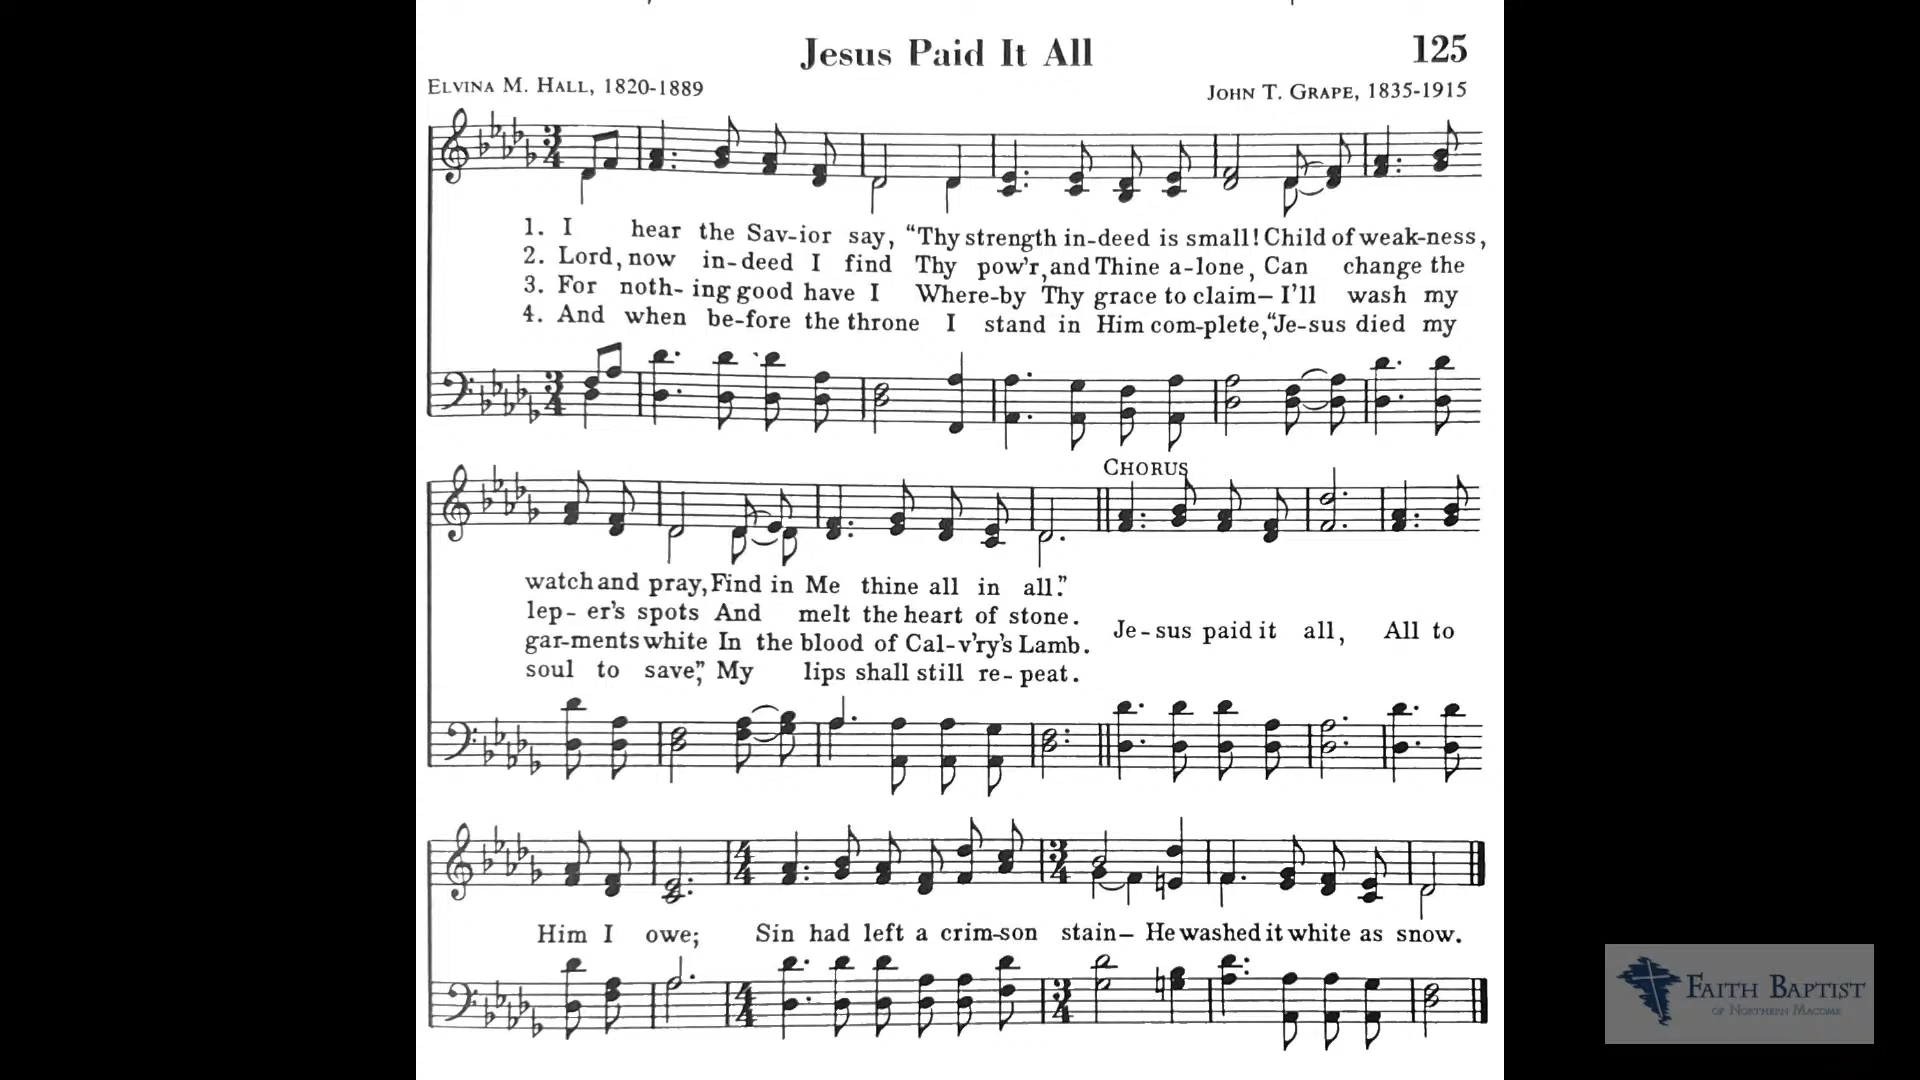 Jesus Paid It All
125
ELVINA M. HALL, 1820-1889
JOHN T. GRAPE, 1835-1915
1. I hear the Sav-ior say, “Thy strength in-deed is small! Child of weak-ness,
2. Lord, now in-deed I find Thy pow'r, and Thine a-lone, Can change the
3. For noth-ing good have I Where-by Thy grace to claim— I'll wash my
4. And when be-fore the throne I stand in Him com-plete, “Je-sus died my
CHORUS
watch and pray, Find in Me thine all in all.”
lep-er's spots And melt the heart of stone.
gar-ments white In the blood of Cal-v'ry's Lamb.
soul to save,” My lips shall still re-peat.
Je-sus paid it all, All to
Him I owe; Sin had left a crim-son stain— He washed it white as snow.
FAITH BAPTIST
OF NORTHERN MACOMB